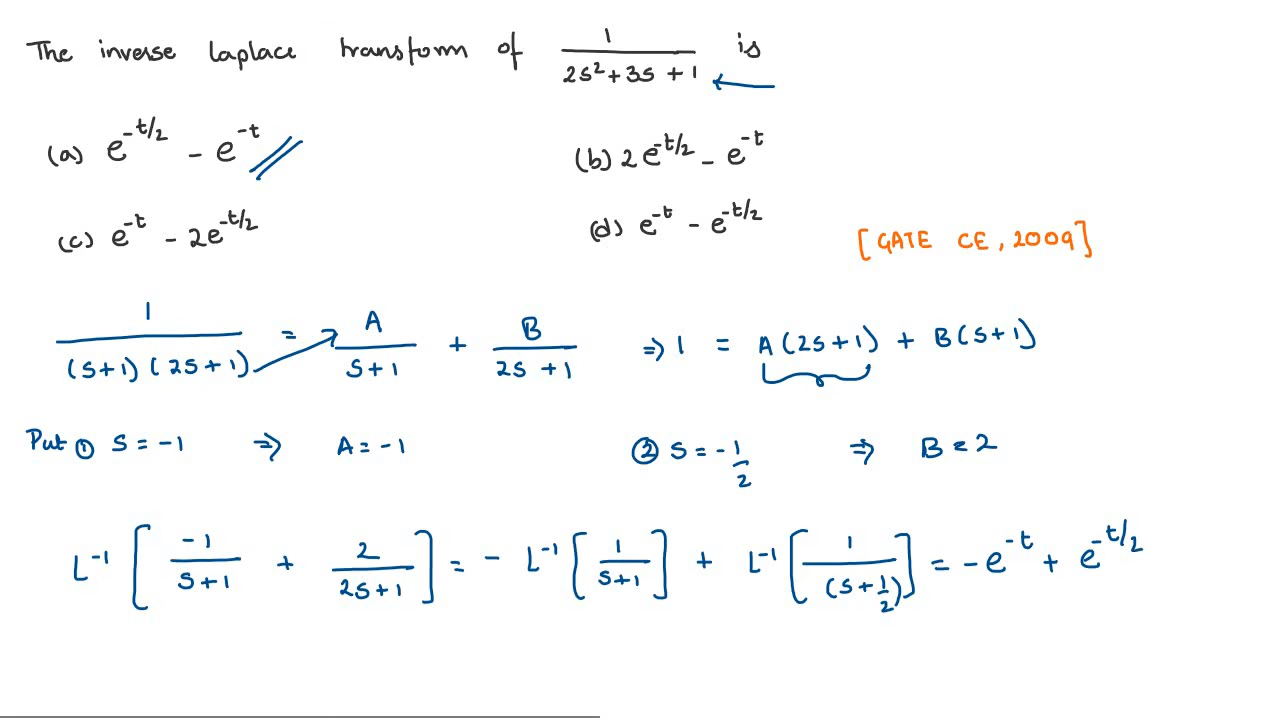 The inverse laplace transform of 1/(2s²+3s+1) is
(a) e^(-t/2) - e^(-t) (b) 2e^(-t/2) - e^(-t)
(c) e^(-t) - 2e^(-t/2) (d) e^(-t) - e^(-t/2)
[GATE CE, 2009]
1/((s+1)(2s+1)) = A/(s+1) + B/(2s+1) ⇒ 1 = A(2s+1) + B(s+1)
Put ① s = -1 ⇒ A = -1 ② s = -1/2 ⇒ B = 2
L⁻¹[-1/(s+1) + 2/(2s+1)] = - L⁻¹[1/(s+1)] + L⁻¹[1/(s+1/2)] = -e^(-t) + e^(-t/2)